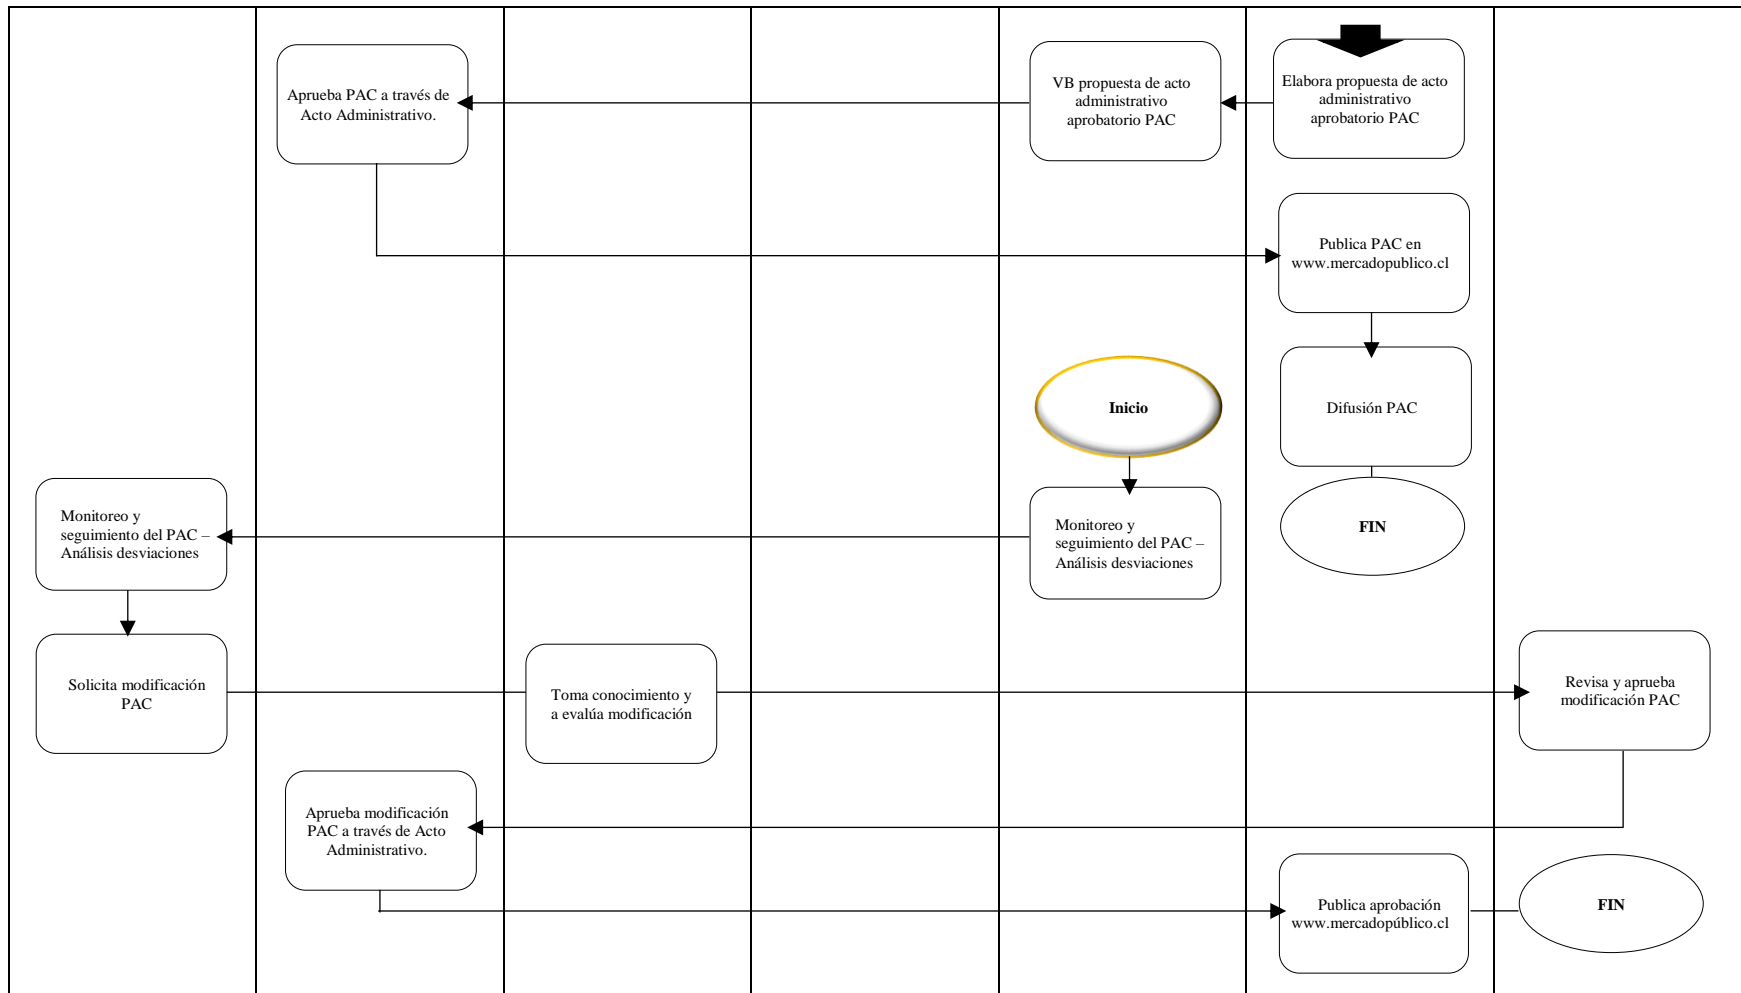 Aprueba PAC a través de
Acto Administrativo.
VB propuesta de acto
administrativo
aprobatorio PAC
Elabora propuesta de acto
administrativo
aprobatorio PAC
Publica PAC en
www.mercadopublico.cl
Inicio
Difusión PAC
Monitoreo y
seguimiento del PAC –
Análisis desviaciones
Monitoreo y
seguimiento del PAC –
Análisis desviaciones
FIN
Solicita modificación
PAC
Toma conocimiento y
a evalúa modificación
Revisa y aprueba
modificación PAC
Aprueba modificación
PAC a través de Acto
Administrativo.
Publica aprobación
www.mercadopúblico.cl
FIN